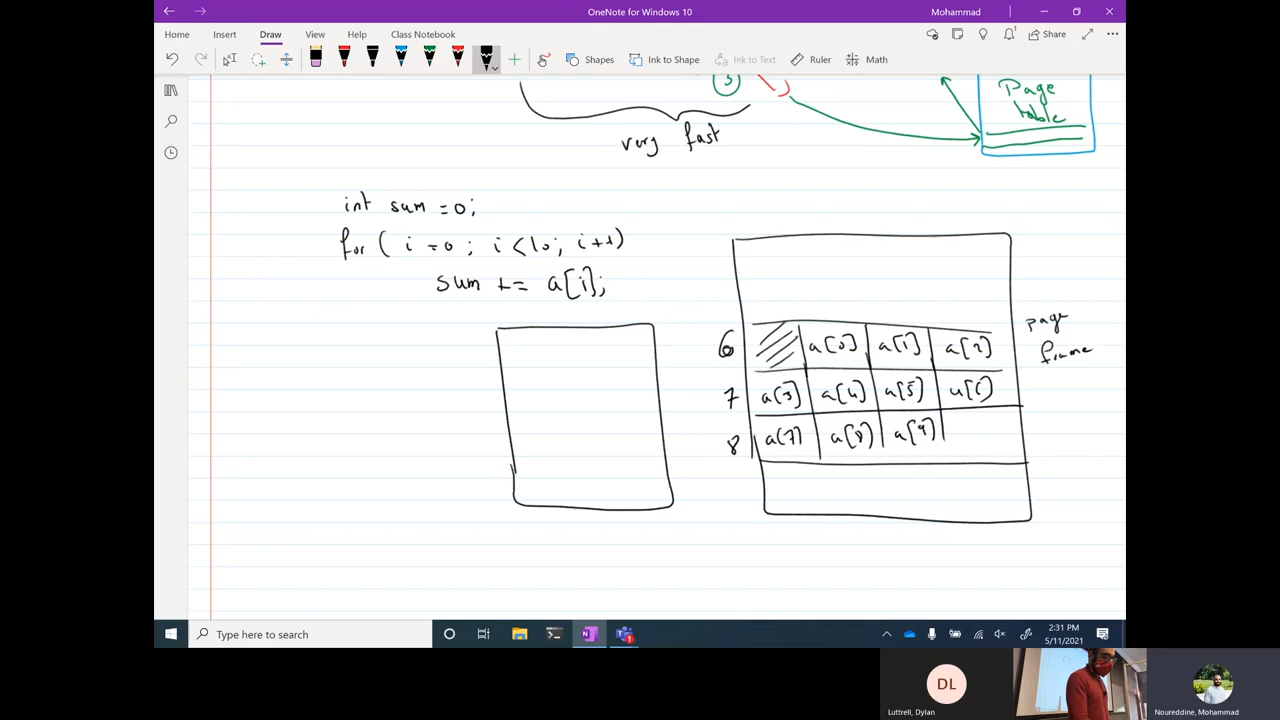 OneNote for Windows 10
Mohammad
Home Insert Draw View Help Class Notebook
Share
Shapes Ink to Shape Ink to Text Ruler Math
3
Page
table
very fast
int sum = 0;
for ( i = 0 ; i < 10; i++)
sum += a[i];
page
frame
6 a[0] a[1] a[2]
7 a[3] a[4] a[5] a[6]
8 a[7] a[8] a[9]
Type here to search
2:31 PM
5/11/2021
DL
Luttrell, Dylan
Noureddine, Mohammad